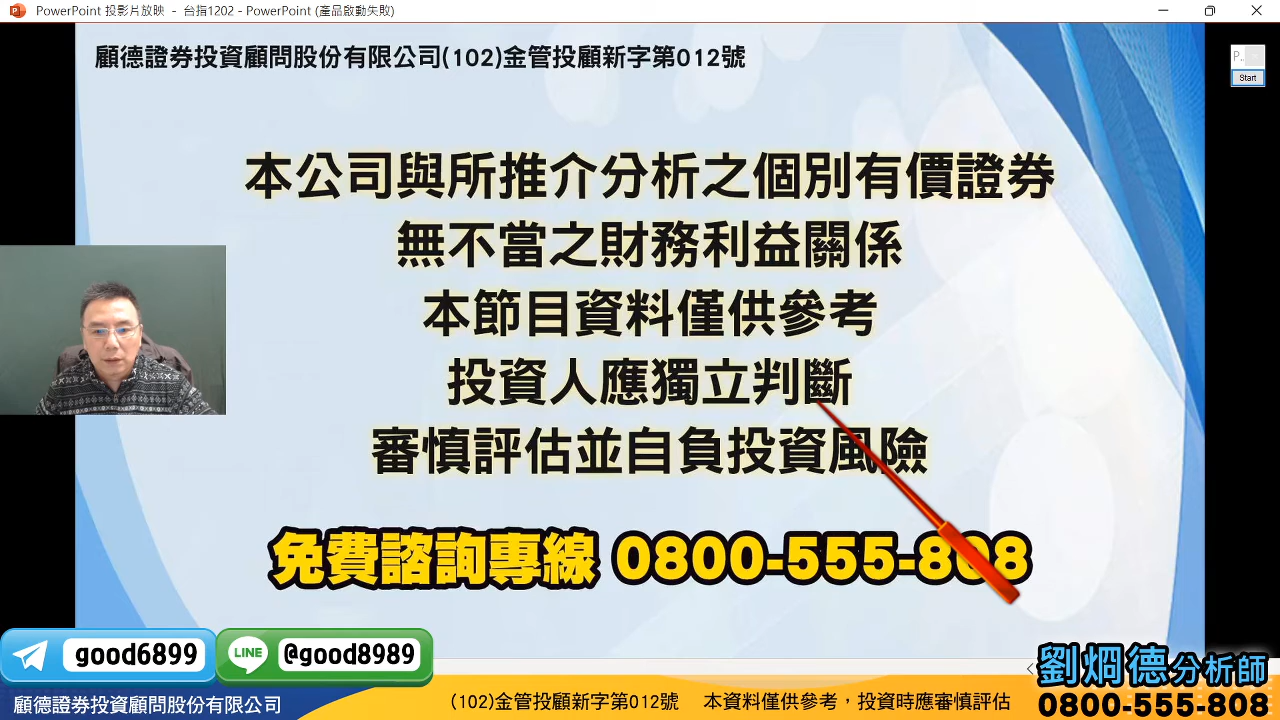 PowerPoint 投影片放映 - 台指1202 - PowerPoint (產品啟動失敗)
顧德證券投資顧問股份有限公司(102)金管投顧新字第012號
P..
Start
本公司與所推介分析之個別有價證券
無不當之財務利益關係
本節目資料僅供參考
投資人應獨立判斷
審慎評估並自負投資風險
免費諮詢專線 0800-555-808
good6899
LINE
@good8989
劉烱德分析師
顧德證券投資顧問股份有限公司
(102)金管投顧新字第012號 本資料僅供參考，投資時應審慎評估
0800-555-808